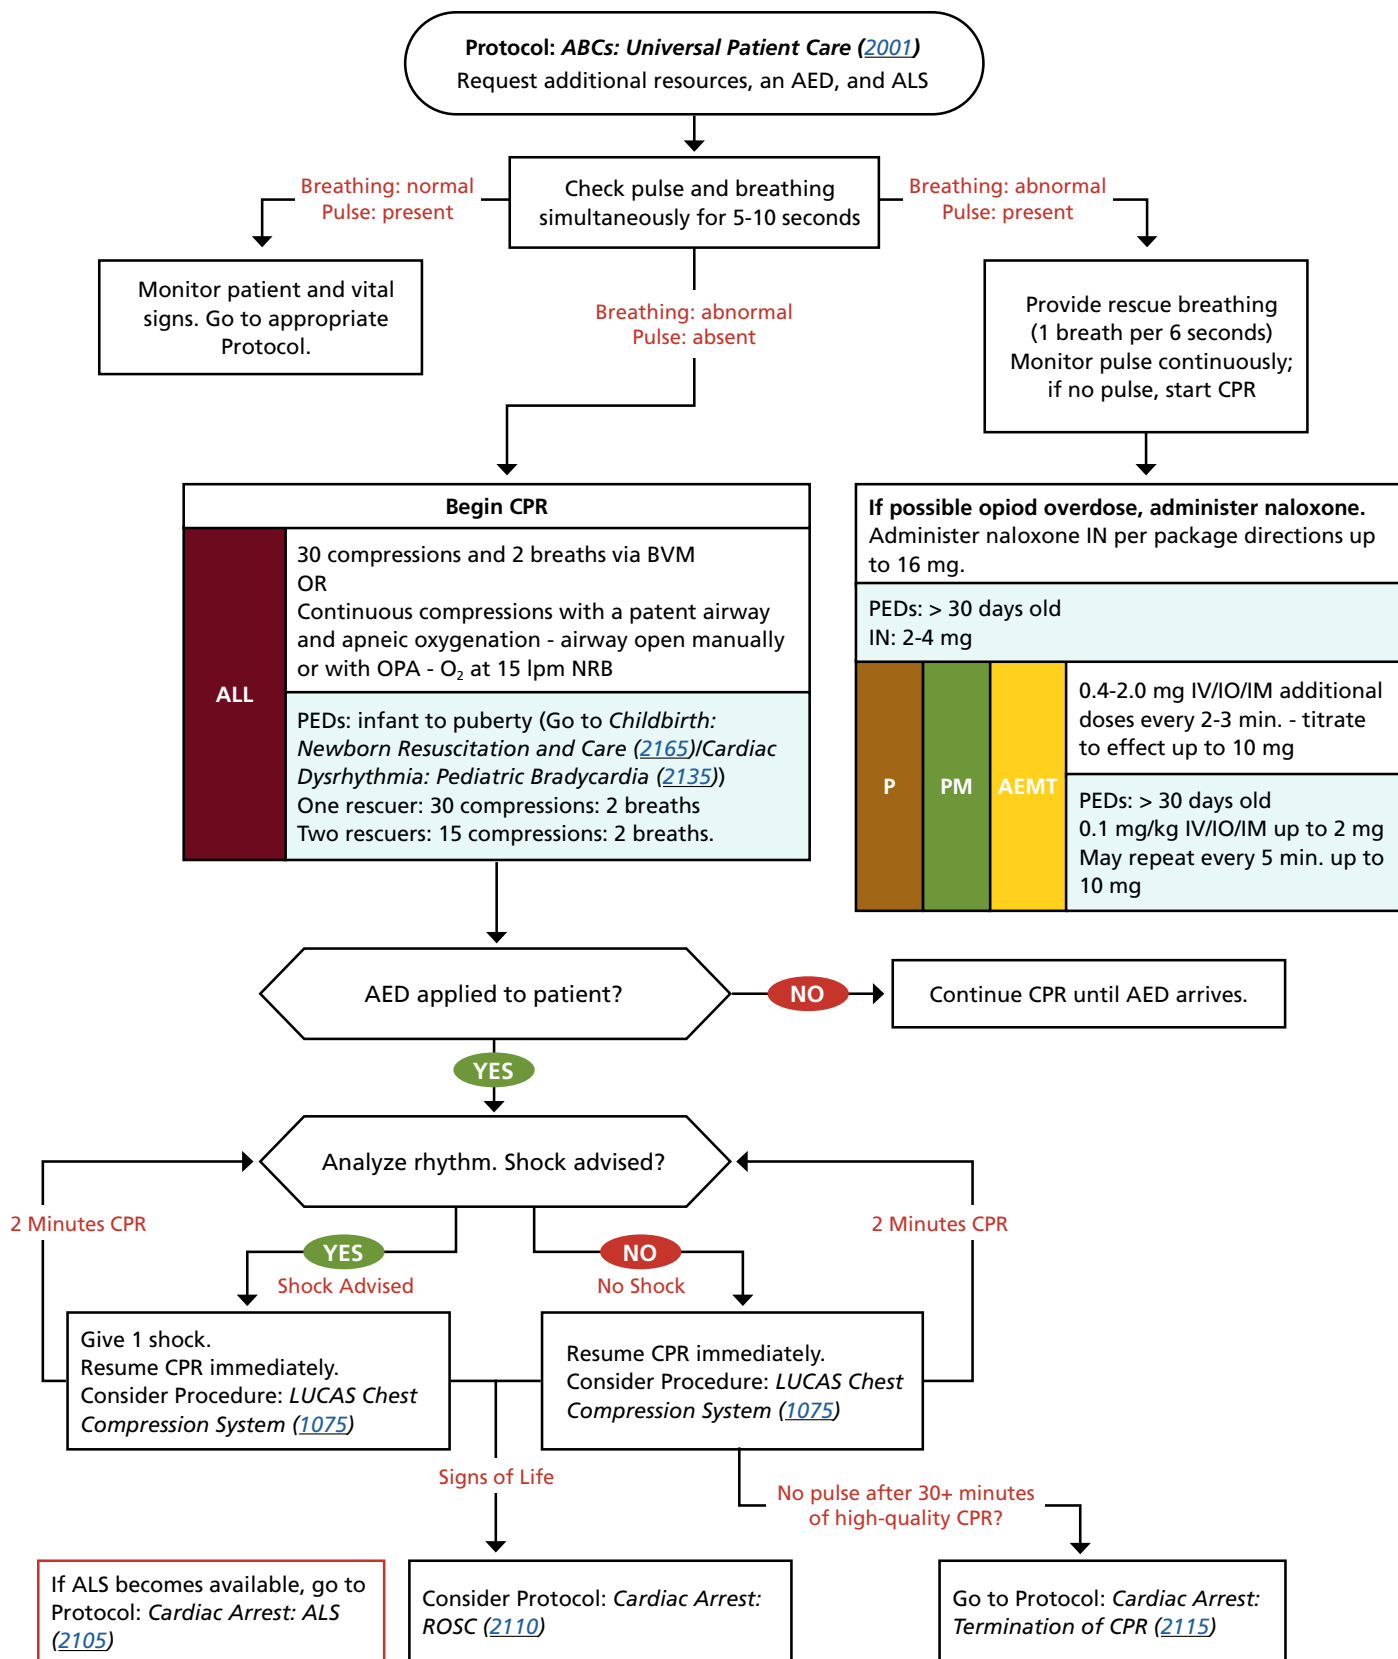 Protocol: ABCs: Universal Patient Care (2001)
Request additional resources, an AED, and ALS
Breathing: normal
Pulse: present
Check pulse and breathing
simultaneously for 5-10 seconds
Breathing: abnormal
Pulse: present
Monitor patient and vital
signs. Go to appropriate
Protocol.
Breathing: abnormal
Pulse: absent
Provide rescue breathing
(1 breath per 6 seconds)
Monitor pulse continuously;
if no pulse, start CPR
Begin CPR
ALL
30 compressions and 2 breaths via BVM
OR
Continuous compressions with a patent airway
and apneic oxygenation - airway open manually
or with OPA - O₂ at 15 lpm NRB
PEDs: infant to puberty (Go to Childbirth:
Newborn Resuscitation and Care (2165)/Cardiac
Dysrhythmia: Pediatric Bradycardia (2135))
One rescuer: 30 compressions: 2 breaths
Two rescuers: 15 compressions: 2 breaths.
If possible opiod overdose, administer naloxone.
Administer naloxone IN per package directions up
to 16 mg.
PEDs: > 30 days old
IN: 2-4 mg
P
PM
AEMT
0.4-2.0 mg IV/IO/IM additional
doses every 2-3 min. - titrate
to effect up to 10 mg
PEDs: > 30 days old
0.1 mg/kg IV/IO/IM up to 2 mg
May repeat every 5 min. up to
10 mg
AED applied to patient?
NO
Continue CPR until AED arrives.
YES
Analyze rhythm. Shock advised?
2 Minutes CPR
2 Minutes CPR
YES
Shock Advised
NO
No Shock
Give 1 shock.
Resume CPR immediately.
Consider Procedure: LUCAS Chest
Compression System (1075)
Resume CPR immediately.
Consider Procedure: LUCAS Chest
Compression System (1075)
Signs of Life
No pulse after 30+ minutes
of high-quality CPR?
If ALS becomes available, go to
Protocol: Cardiac Arrest: ALS
(2105)
Consider Protocol: Cardiac Arrest:
ROSC (2110)
Go to Protocol: Cardiac Arrest:
Termination of CPR (2115)